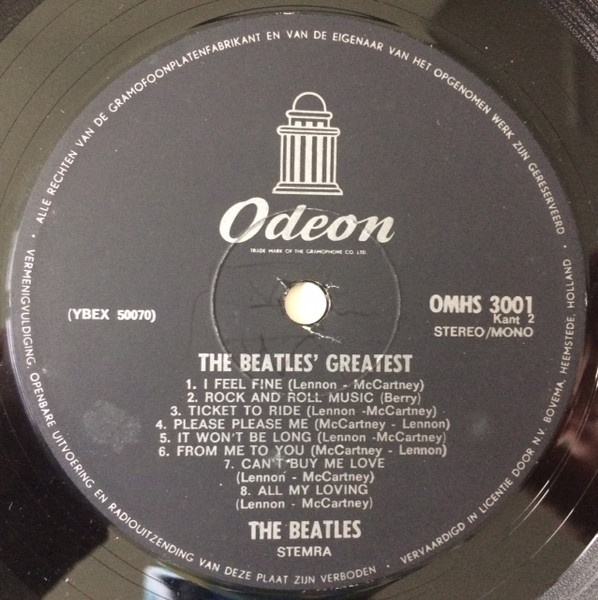 • ALLE RECHTEN VAN DE GRAMOFOONPLATENFABRIKANT EN VAN DE EIGENAAR VAN HET OPGENOMEN WERK ZIJN GERESERVEERD •
Odeon
TRADE MARK OF THE GRAMOPHONE CO. LTD.
(YBEX 50070)
OMHS 3001
Kant 2
STEREO/MONO
THE BEATLES' GREATEST
1. I FEEL FINE (Lennon - McCartney)
2. ROCK AND ROLL MUSIC (Berry)
3. TICKET TO RIDE (Lennon -McCartney)
4. PLEASE PLEASE ME (McCartney - Lennon)
5. IT WON'T BE LONG (Lennon -McCartney)
6. FROM ME TO YOU (McCartney - Lennon)
7. CAN'T BUY ME LOVE
(Lennon - McCartney)
8. ALL MY LOVING
(Lennon - McCartney)
THE BEATLES
STEMRA
VERMENIGVULDIGING, OPENBARE UITVOERING EN RADIOUITZENDING VAN DEZE PLAAT ZIJN VERBODEN • VERVAARDIGD IN LICENTIE DOOR N.V. BOVEMA, HEEMSTEDE, HOLLAND